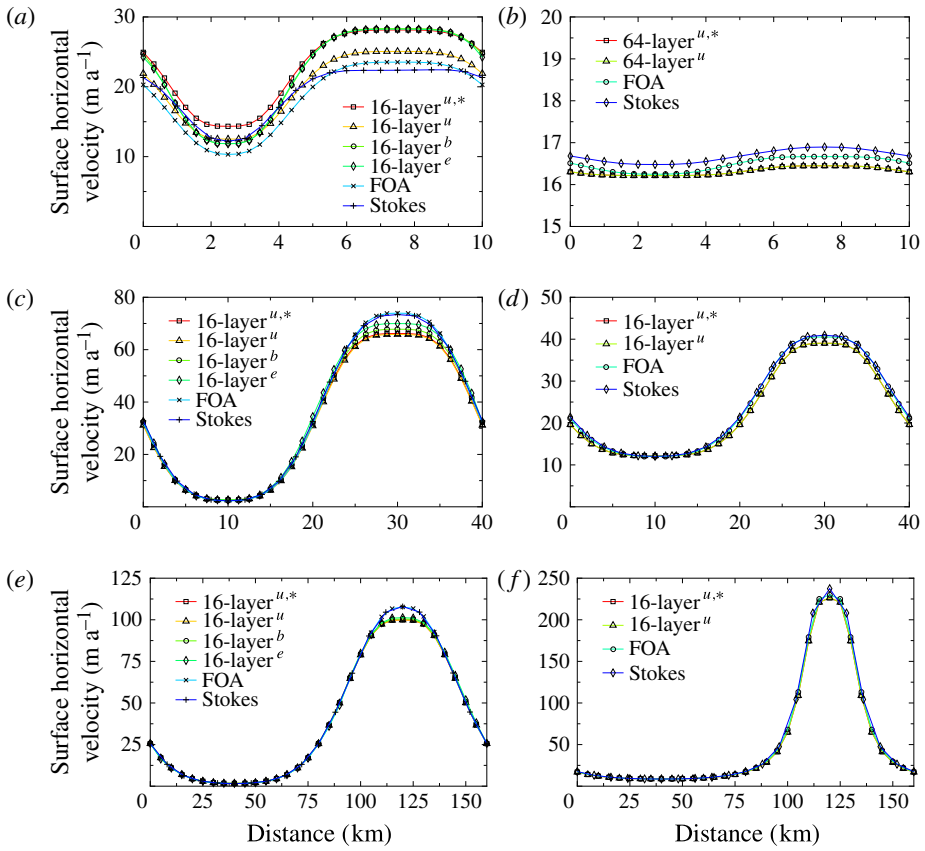 (a)
30
20
10
0
2
4
6
8
10
Surface horizontal
velocity (m a⁻¹)
16-layer u,*
16-layer u
16-layer b
16-layer e
FOA
Stokes
(b)
20
19
18
17
16
15
0
2
4
6
8
10
64-layer u,*
64-layer u
FOA
Stokes
(c)
80
60
40
20
0
10
20
30
40
Surface horizontal
velocity (m a⁻¹)
16-layer u,*
16-layer u
16-layer b
16-layer e
FOA
Stokes
(d)
50
40
30
20
10
0
10
20
30
40
16-layer u,*
16-layer u
FOA
Stokes
(e)
125
100
75
50
25
0
25
50
75
100
125
150
Surface horizontal
velocity (m a⁻¹)
Distance (km)
16-layer u,*
16-layer u
16-layer b
16-layer e
FOA
Stokes
(f)
250
200
150
100
50
0
25
50
75
100
125
150
Distance (km)
16-layer u,*
16-layer u
FOA
Stokes